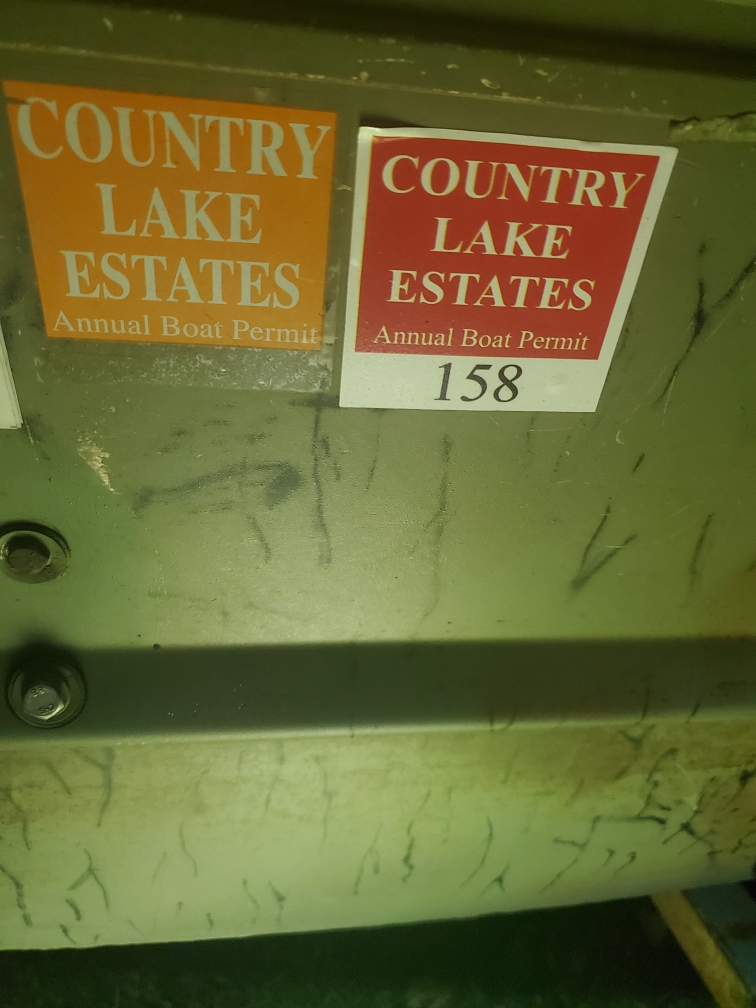 COUNTRY
LAKE
ESTATES
Annual Boat Permit
COUNTRY
LAKE
ESTATES
Annual Boat Permit
158